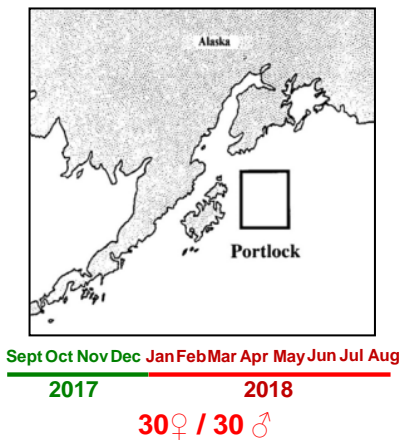 Alaska
Portlock
Sept Oct Nov Dec Jan Feb Mar Apr May Jun Jul Aug
2017 2018
30♀ / 30 ♂